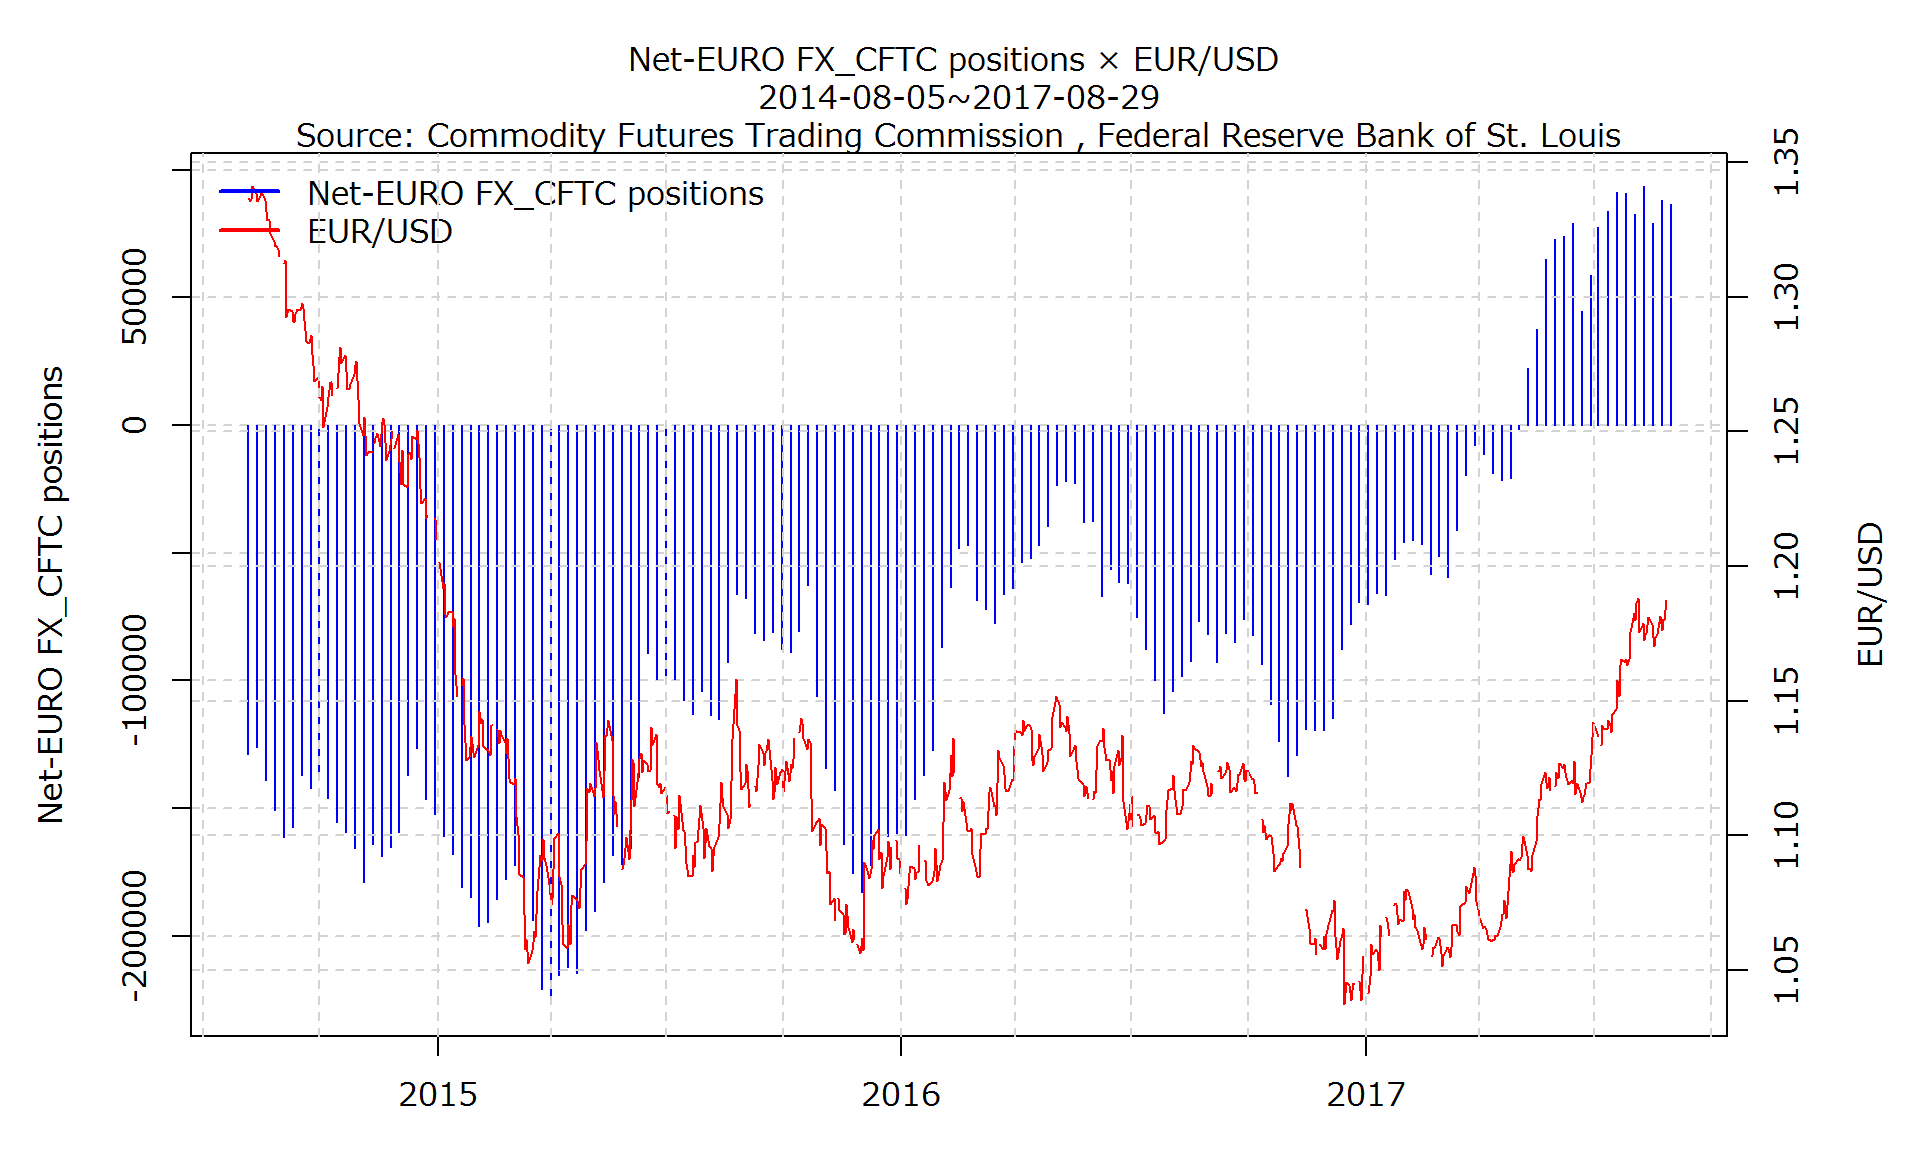 Net-EURO FX_CFTC positions × EUR/USD
2014-08-05~2017-08-29
Source: Commodity Futures Trading Commission , Federal Reserve Bank of St. Louis
Net-EURO FX_CFTC positions
EUR/USD
Net-EURO FX_CFTC positions
50000
0
-100000
-200000
1.35
1.30
1.25
1.20
1.15
1.10
1.05
EUR/USD
2015
2016
2017